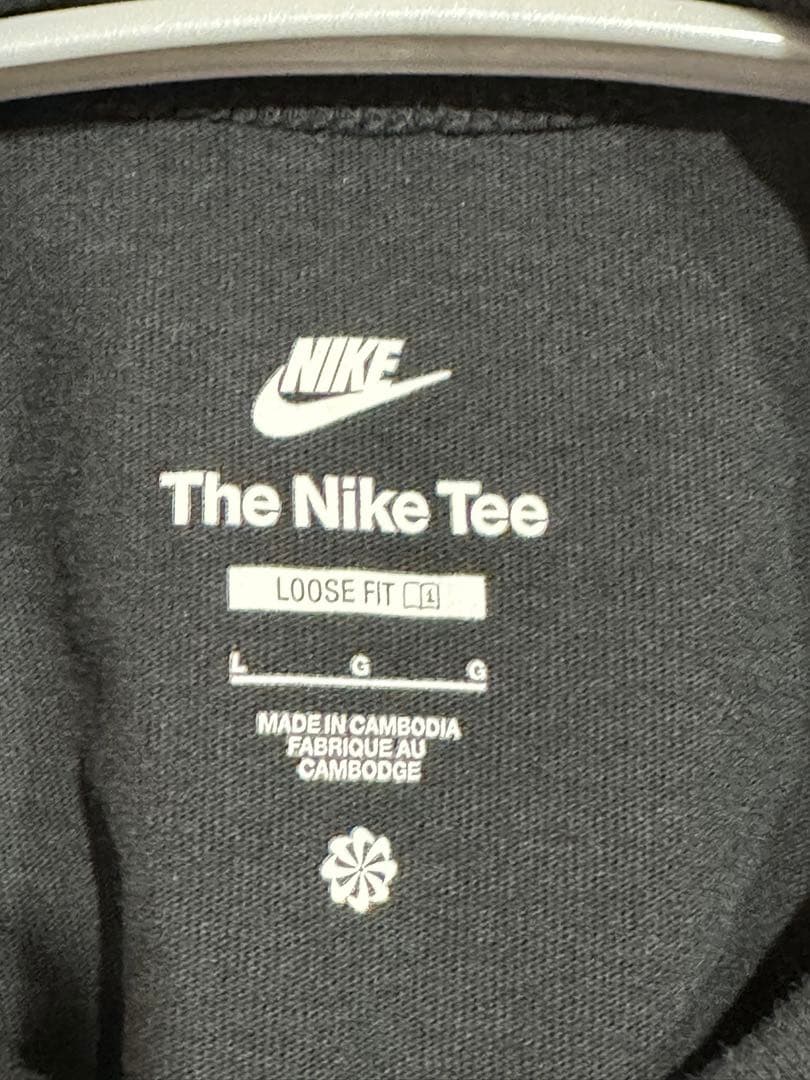 NIKE
The Nike Tee
LOOSE FIT 1
L G G
MADE IN CAMBODIA
FABRIQUE AU
CAMBODGE